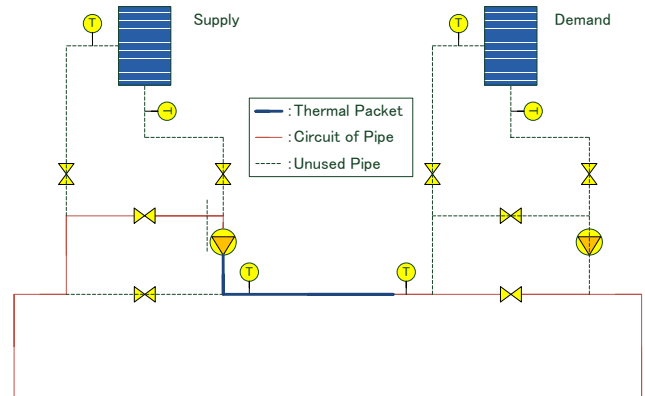 T
Supply
T
Demand
T
T
: Thermal Packet
: Circuit of Pipe
: Unused Pipe
T
T